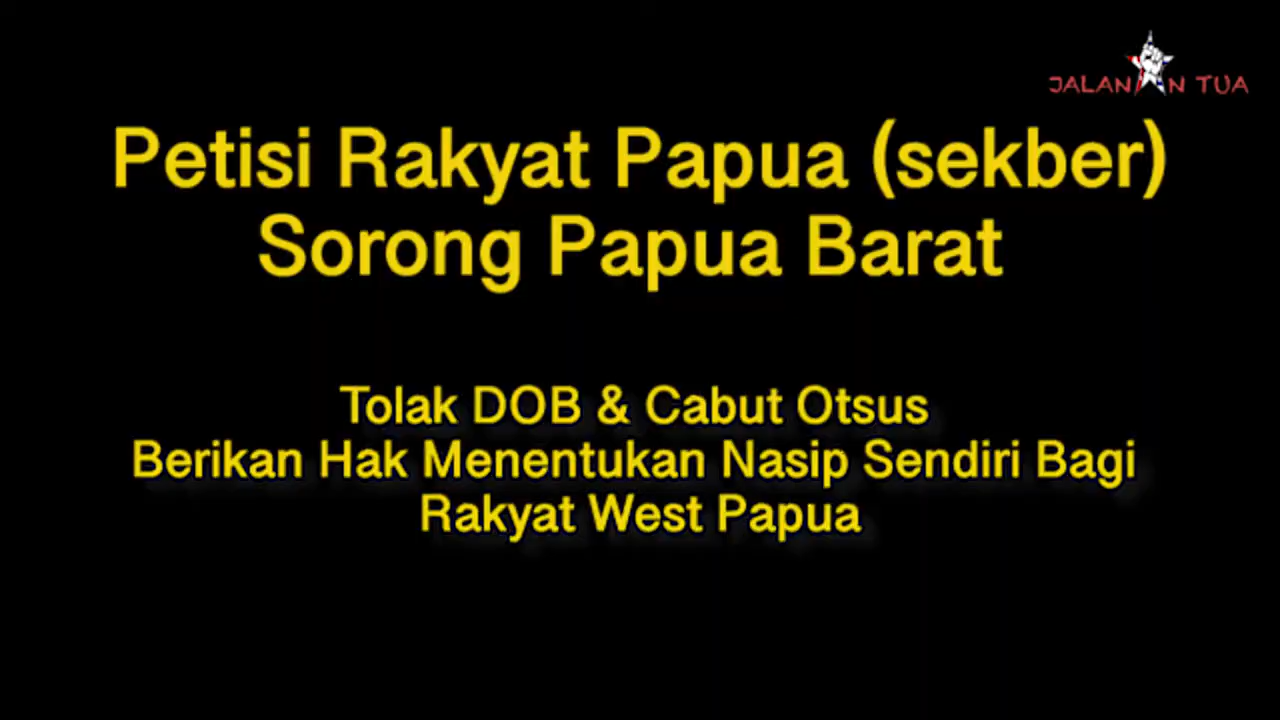 JALANAN TUA
Petisi Rakyat Papua (sekber)
Sorong Papua Barat
Tolak DOB & Cabut Otsus
Berikan Hak Menentukan Nasip Sendiri Bagi
Rakyat West Papua